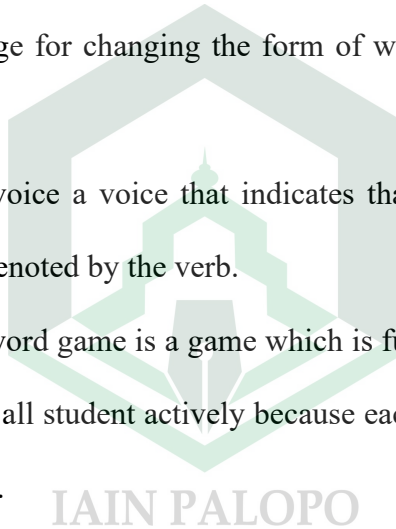 ge for changing the form of w
voice a voice that indicates tha
enoted by the verb.
word game is a game which is fu
all student actively because eac
.
IAIN PALOPO